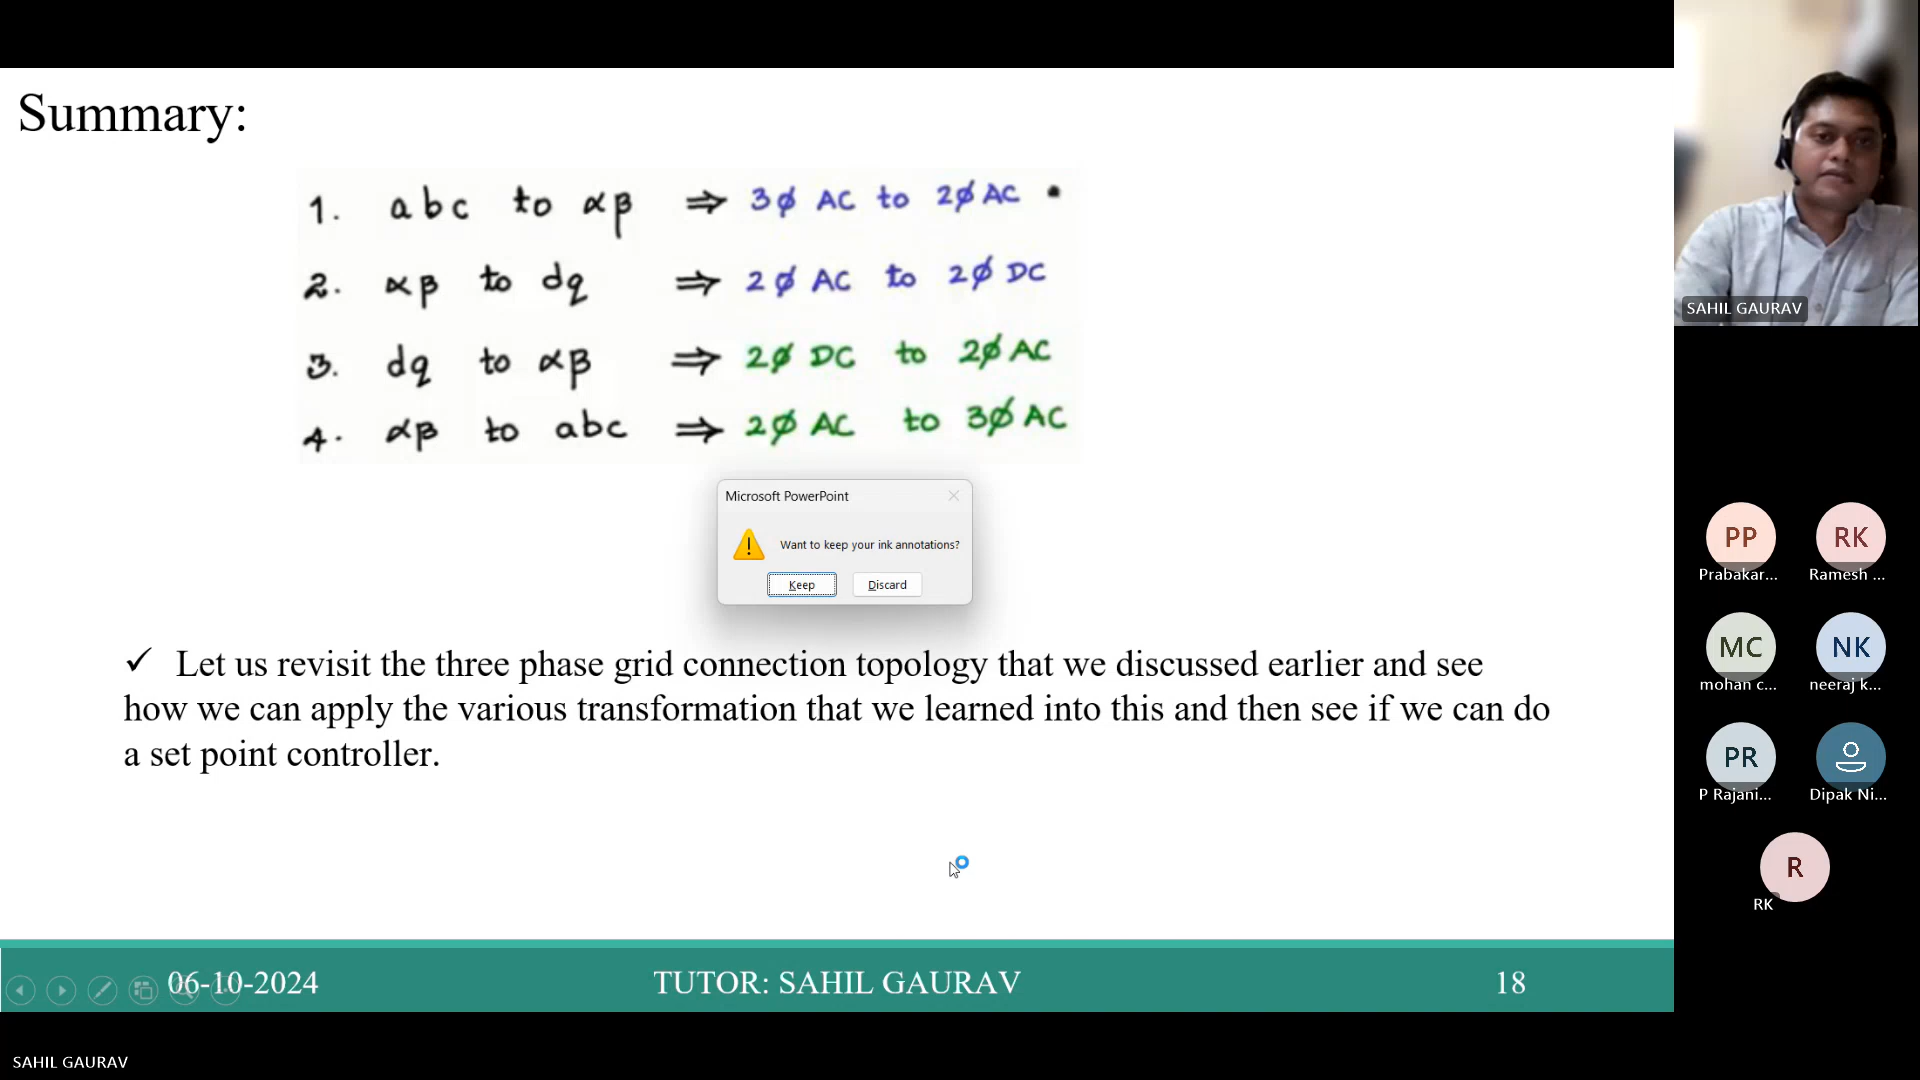 Summary:
1. abc to αβ ⇒ 3ϕ AC to 2ϕ AC
2. αβ to dq ⇒ 2ϕ AC to 2ϕ DC
3. dq to αβ ⇒ 2ϕ DC to 2ϕ AC
4. αβ to abc ⇒ 2ϕ AC to 3ϕ AC
Microsoft PowerPoint
Want to keep your ink annotations?
Keep Discard
✓ Let us revisit the three phase grid connection topology that we discussed earlier and see
how we can apply the various transformation that we learned into this and then see if we can do
a set point controller.
06-10-2024 TUTOR: SAHIL GAURAV 18
SAHIL GAURAV
SAHIL GAURAV
PP RK
Prabakar... Ramesh ...
MC NK
mohan c... neeraj k...
PR
P Rajani... Dipak Ni...
R
RK